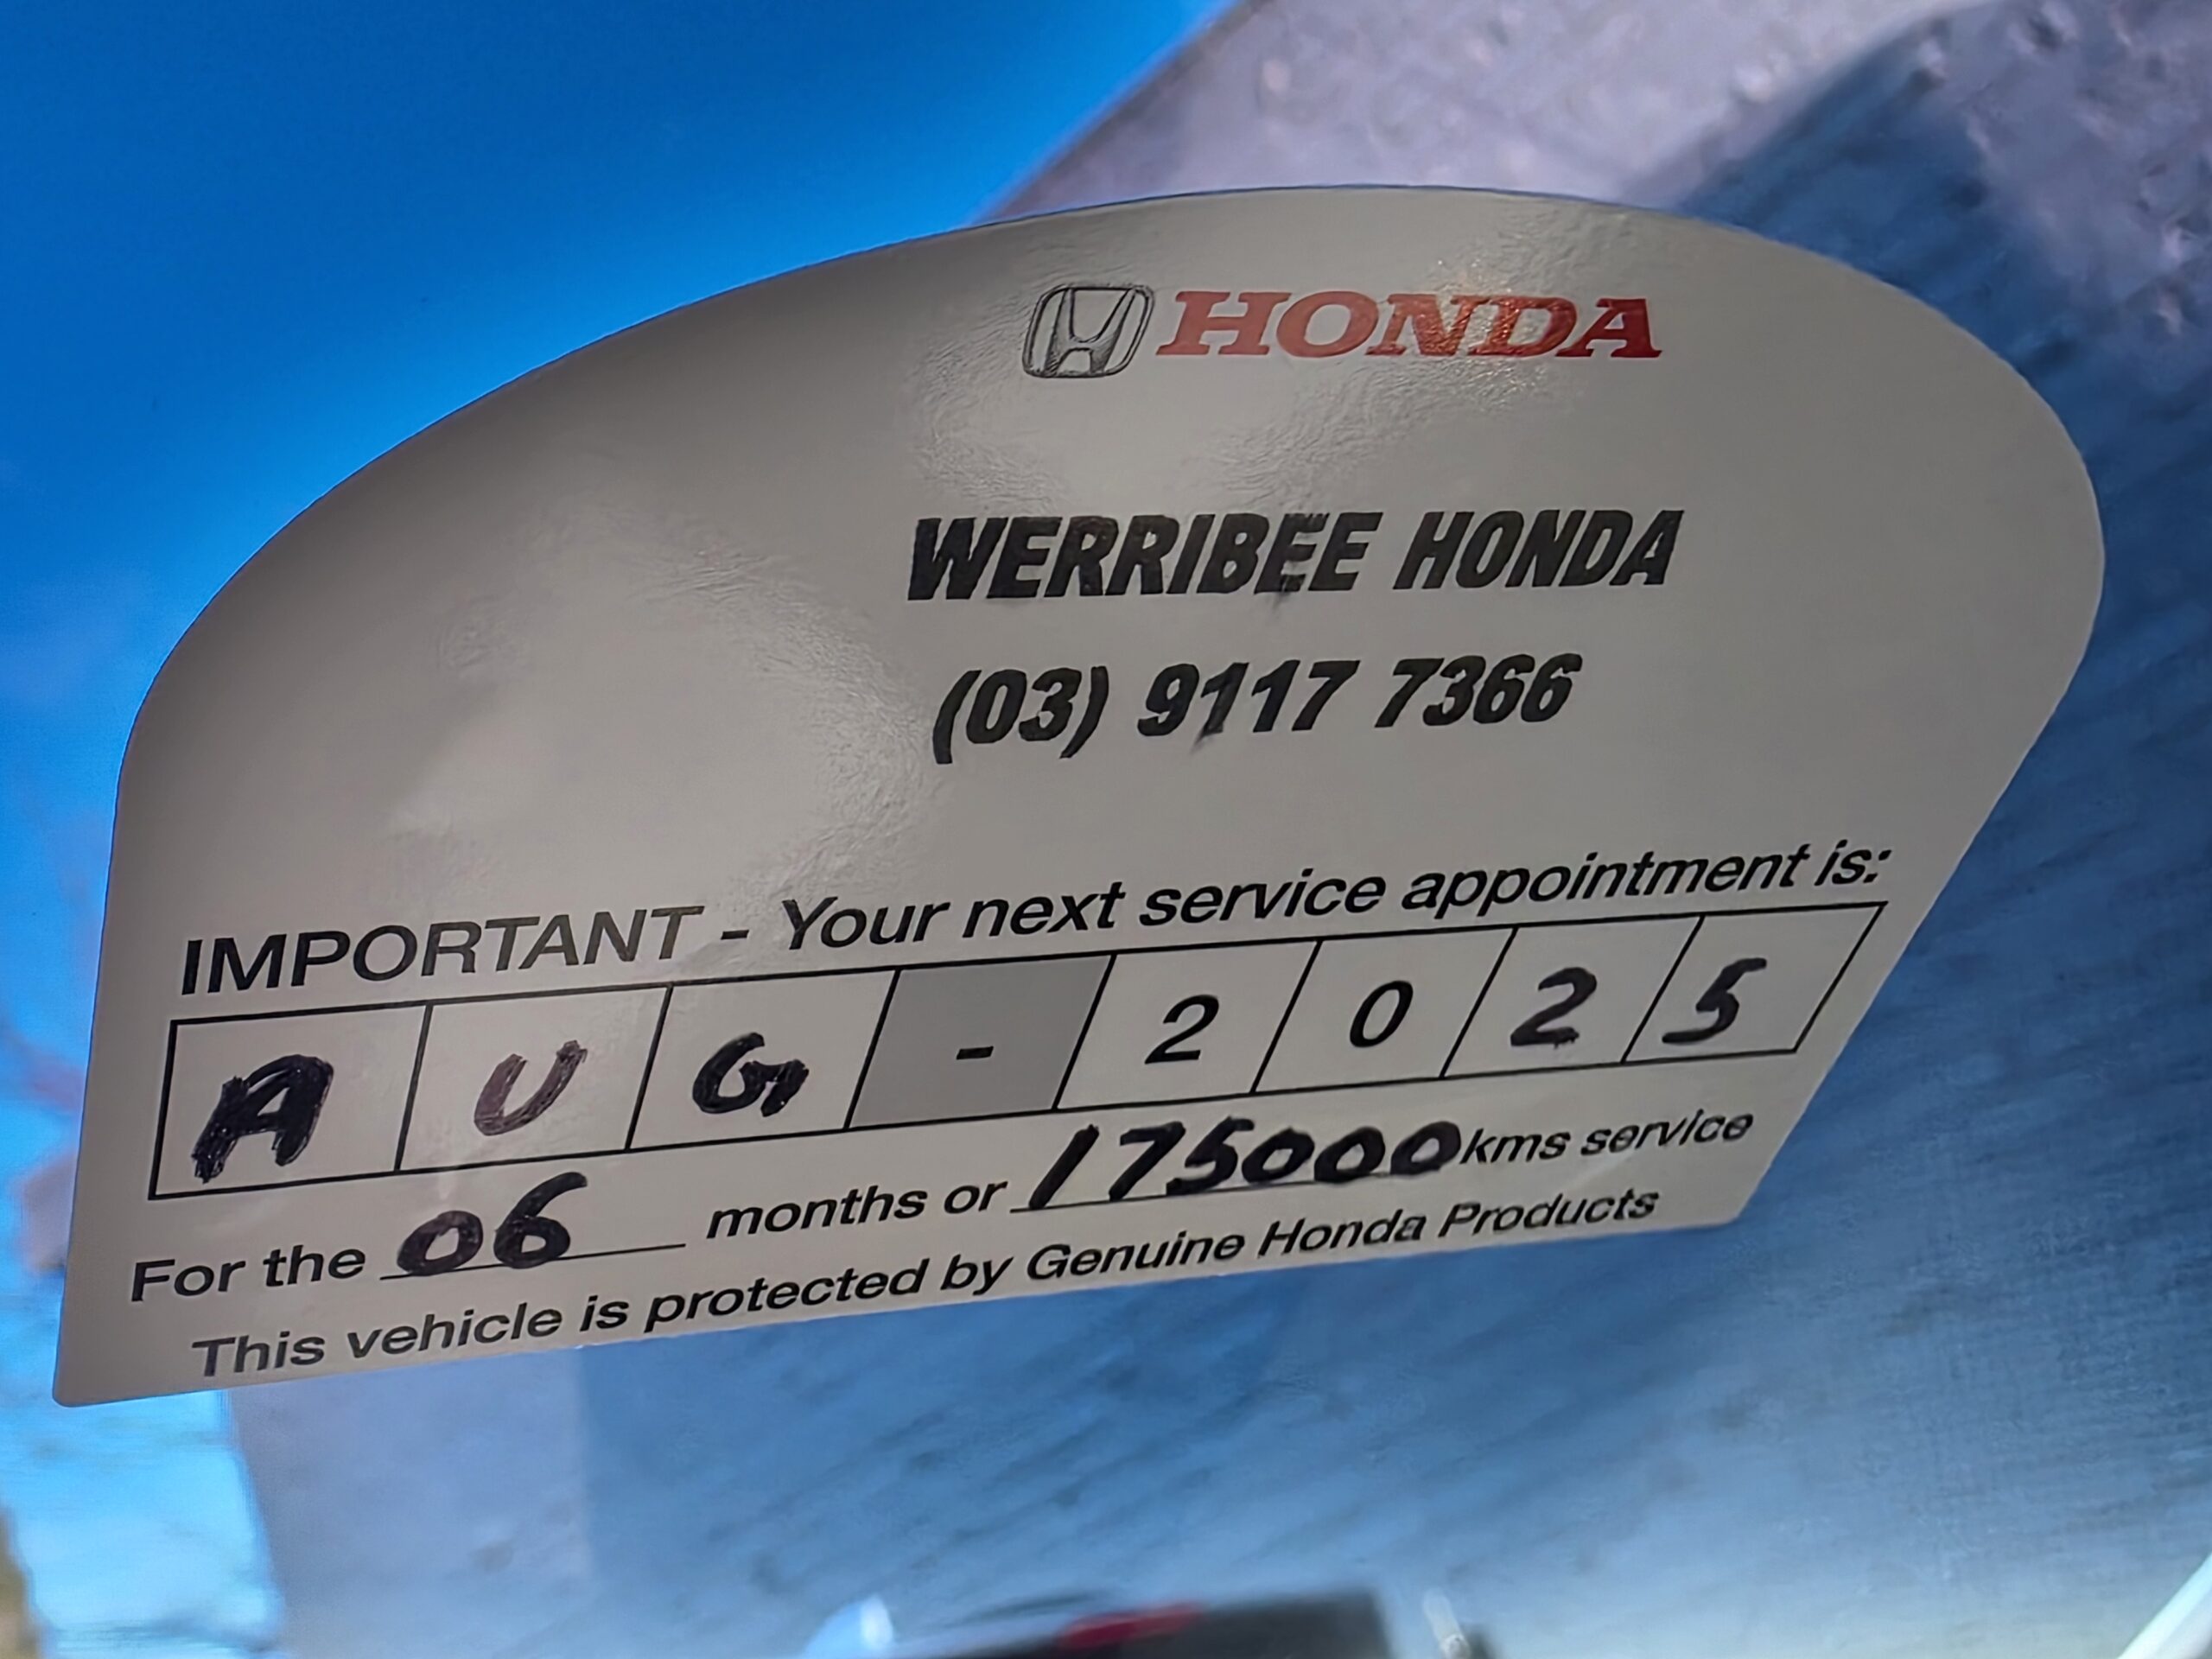 HONDA
WERRIBEE HONDA
(03) 9117 7366
IMPORTANT - Your next service appointment is:
AUG - 2025
For the 06 months or 175000 kms service
This vehicle is protected by Genuine Honda Products